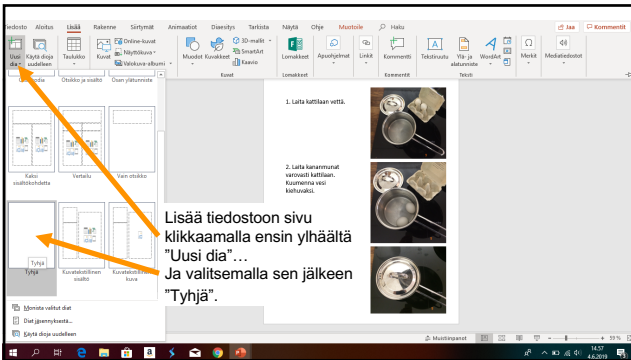 Tiedosto Aloitus Lisää Rakenne Siirtymät Animaatiot Diaesitys Tarkista Näytä Ohje Muotoile Haku Jaa Kommentit
Uusi dia
Käytä dioja uudelleen
Taulukko
Kuvat
Online-kuvat
Näyttökuva
Valokuva-albumi
Muodot
Kuvakkeet
3D-mallit
SmartArt
Kaavio
Lomakkeet
Apuohjelmat
Linkit
Kommentti
Tekstiruutu
Ylä- ja alatunniste
WordArt
Merkit
Mediatiedostot
Kuvat Lomakkeet Kommentit Teksti
Otsikko ja sisältö
Osan ylätunniste
Kaksi sisältökohdetta
Vertailu
Vain otsikko
Tyhjä
Tyhjä
Kuvatekstillinen sisältö
Kuvatekstillinen kuva
Monista valitut diat
Diat jäsennyksestä...
Käytä dioja uudelleen
1. Laita kattilaan vettä.
2. Laita kananmunat
varovasti kattilaan.
Kuumenna vesi
kiehuvaksi.
Lisää tiedostoon sivu
klikkaamalla ensin ylhäältä
”Uusi dia”…
Ja valitsemalla sen jälkeen
”Tyhjä”.
Muistiinpanot
59 %
14.57
4.6.2019